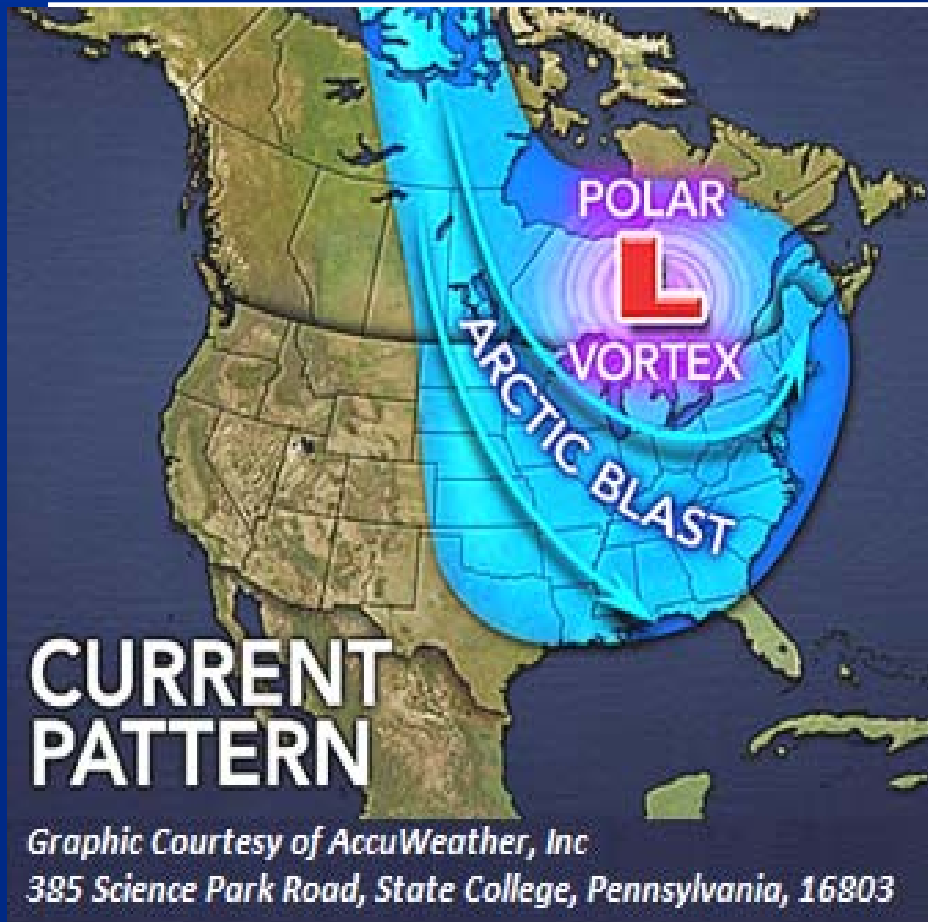 POLAR
L
VORTEX
ARCTIC BLAST
CURRENT
PATTERN
Graphic Courtesy of AccuWeather, Inc
385 Science Park Road, State College, Pennsylvania, 16803